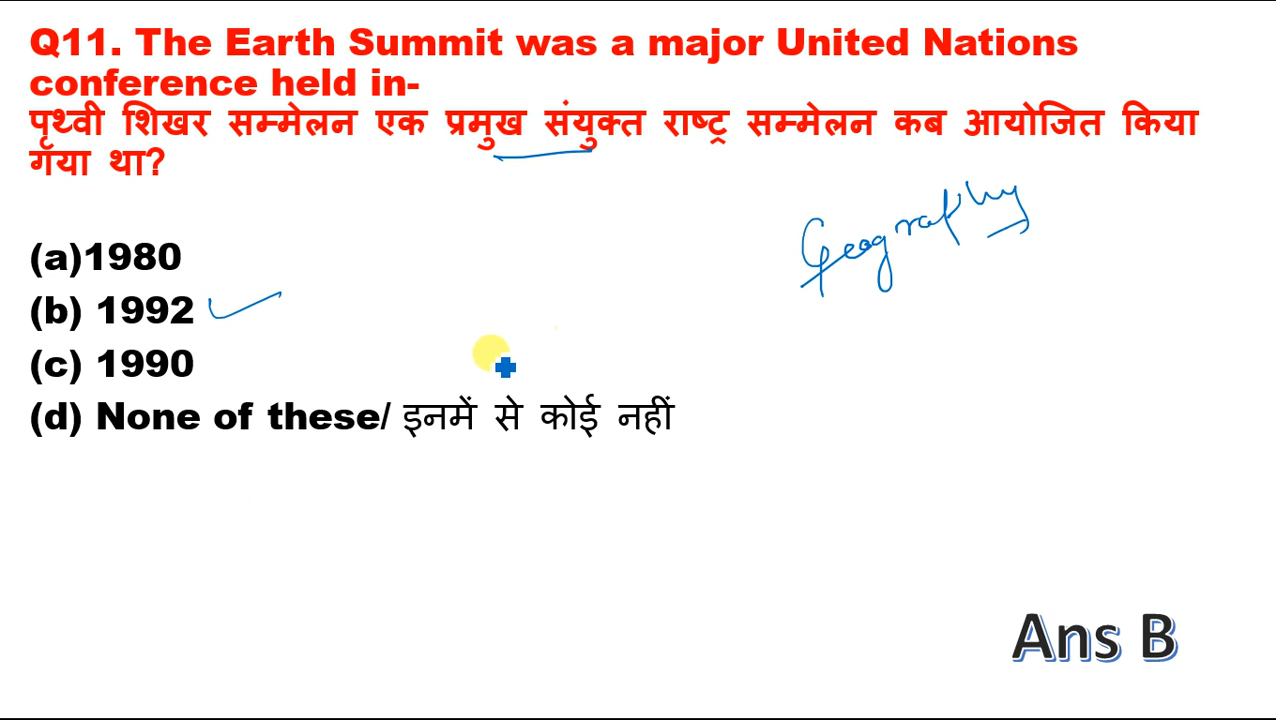 Q11. The Earth Summit was a major United Nations
conference held in-
पृथ्वी शिखर सम्मेलन एक प्रमुख संयुक्त राष्ट्र सम्मेलन कब आयोजित किया
गया था?
Geography
(a)1980
(b) 1992
(c) 1990
(d) None of these/ इनमें से कोई नहीं
Ans B